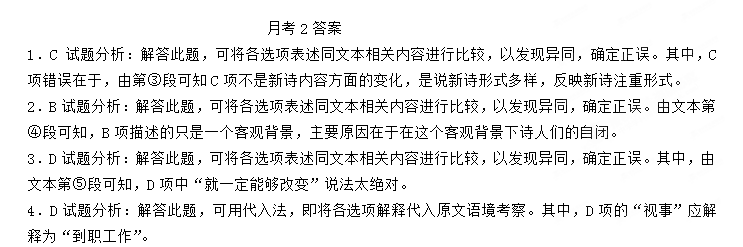 月考2答案
1．C 试题分析：解答此题，可将各选项表述同文本相关内容进行比较，以发现异同，确定正误。其中，C
项错误在于，由第③段可知C项不是新诗内容方面的变化，是说新诗形式多样，反映新诗注重形式。
2．B试题分析：解答此题，可将各选项表述同文本相关内容进行比较，以发现异同，确定正误。由文本第
④段可知，B项描述的只是一个客观背景，主要原因在于在这个客观背景下诗人们的自闭。
3．D试题分析：解答此题，可将各选项表述同文本相关内容进行比较，以发现异同，确定正误。其中，由
文本第⑤段可知，D项中“就一定能够改变”说法太绝对。
4．D试题分析：解答此题，可用代入法，即将各选项解释代入原文语境考察。其中，D项的“视事”应解
释为“到职工作”。